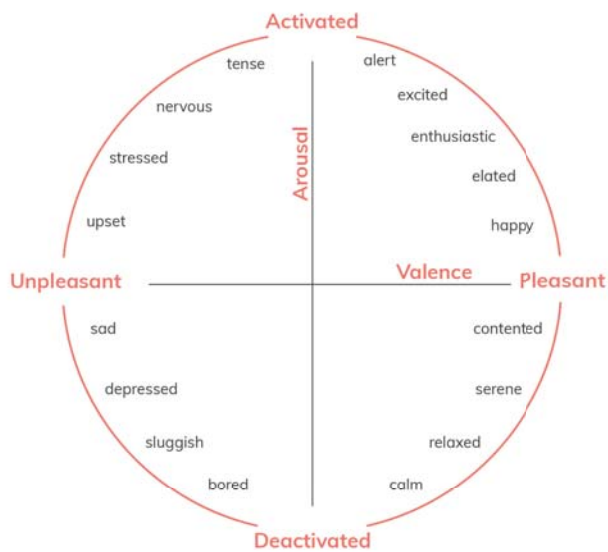 Activated
tense
alert
excited
nervous
enthusiastic
Arousal
stressed
elated
upset
happy
Valence
Unpleasant
Pleasant
sad
contented
depressed
serene
sluggish
relaxed
bored
calm
Deactivated